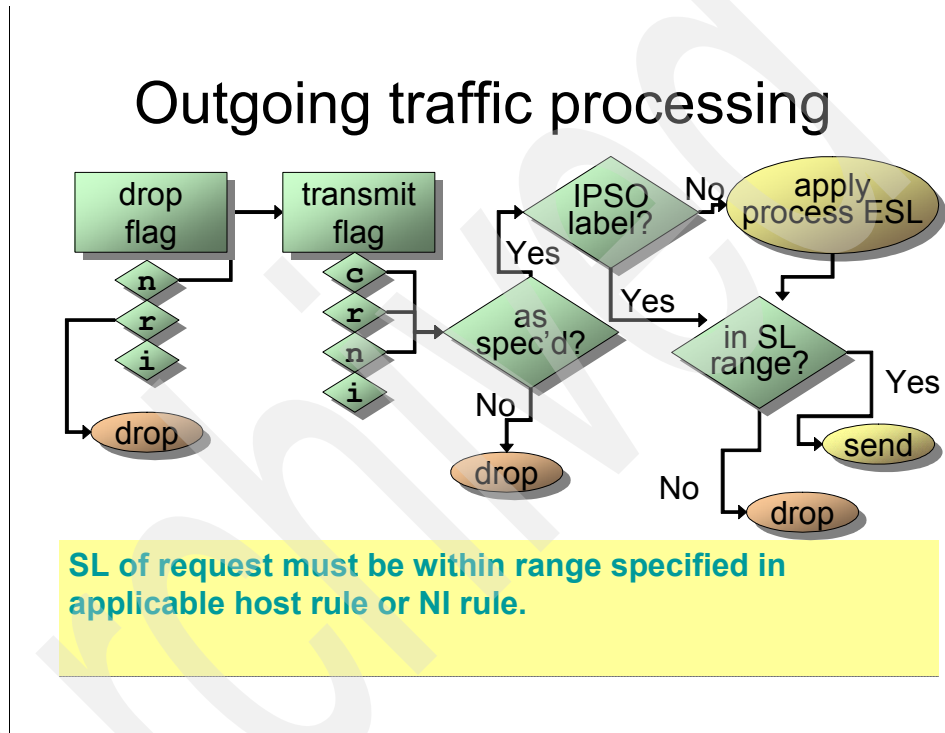 Outgoing traffic processing
drop
flag
n
r
i
drop
transmit
flag
c
r
n
i
as
spec'd?
Yes
No
drop
IPSO
label?
No
Yes
apply
process ESL
in SL
range?
Yes
send
No
drop
SL of request must be within range specified in
applicable host rule or NI rule.